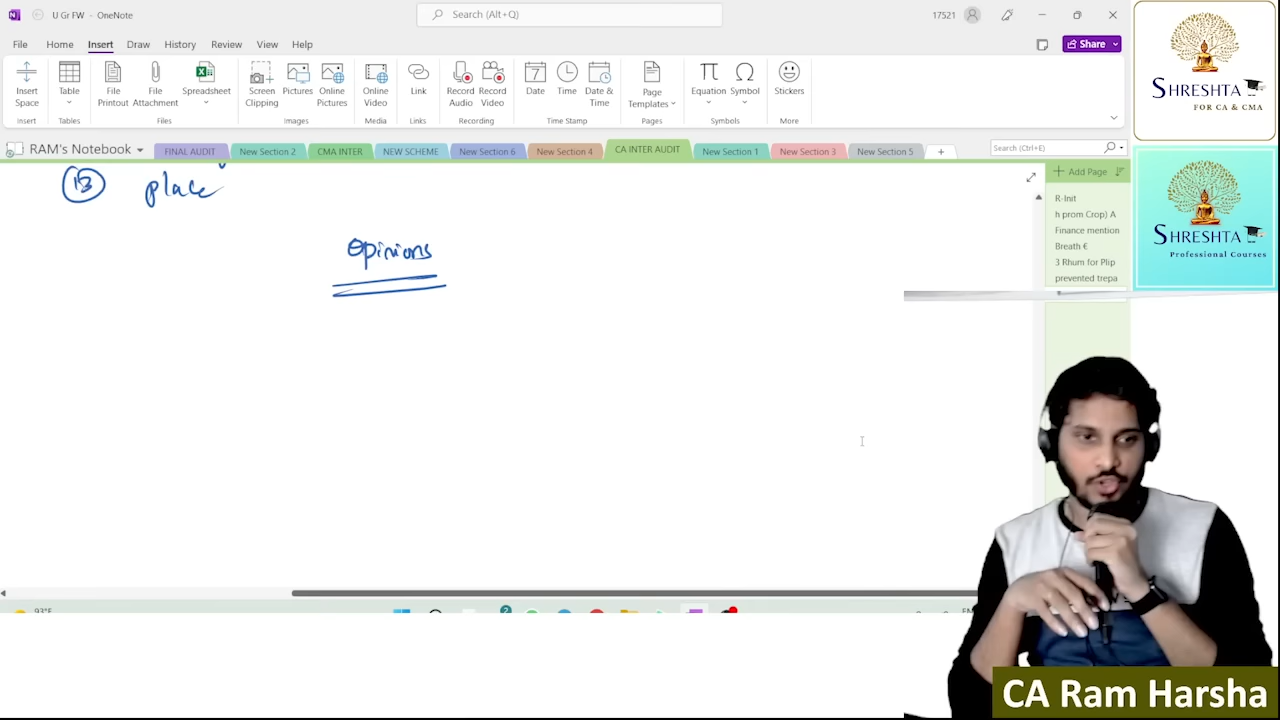 U Gr FW - OneNote
Search (Alt+Q)
17521
File Home Insert Draw History Review View Help
Share
Insert Space
Table
File Printout
File Attachment
Spreadsheet
Screen Clipping
Pictures
Online Pictures
Online Video
Link
Record Audio
Record Video
Date
Time
Date & Time
Page Templates
Equation
Symbol
Stickers
Insert Tables Files Images Media Links Recording Time Stamp Pages Symbols More
RAM's Notebook
FINAL AUDIT New Section 2 CMA INTER NEW SCHEME New Section 6 New Section 4 CA INTER AUDIT New Section 1 New Section 3 New Section 5 +
Search (Ctrl+E)
Add Page
R-Init
h prom Crop) A
Finance mention
Breath €
3 Rhum for Plip
prevented trepa
13 place
Opinions
93°F
2
SHRESHTA
FOR CA & CMA
SHRESHTA
Professional Courses
CA Ram Harsha